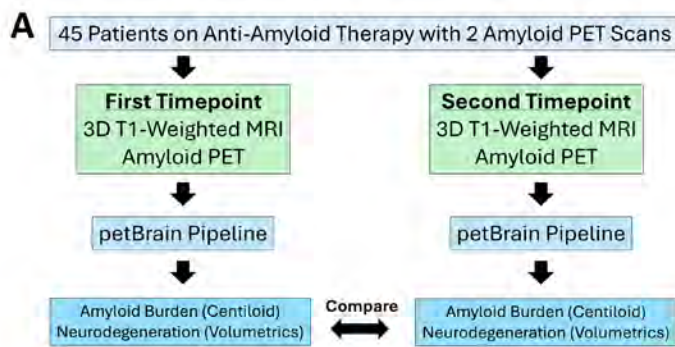 A
45 Patients on Anti-Amyloid Therapy with 2 Amyloid PET Scans
First Timepoint
3D T1-Weighted MRI
Amyloid PET
Second Timepoint
3D T1-Weighted MRI
Amyloid PET
petBrain Pipeline
petBrain Pipeline
Amyloid Burden (Centiloid)
Neurodegeneration (Volumetrics)
Compare
Amyloid Burden (Centiloid)
Neurodegeneration (Volumetrics)